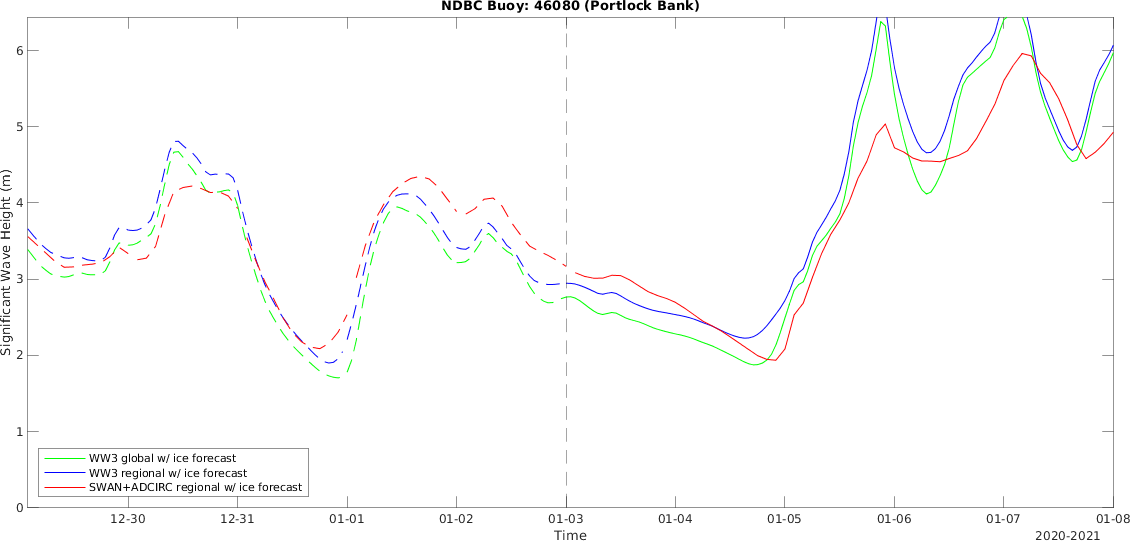 NDBC Buoy: 46080 (Portlock Bank)
Significant Wave Height (m)
6
5
4
3
2
1
0
WW3 global w/ ice forecast
WW3 regional w/ ice forecast
SWAN+ADCIRC regional w/ ice forecast
12-30 12-31 01-01 01-02 01-03 01-04 01-05 01-06 01-07 01-08
Time
2020-2021